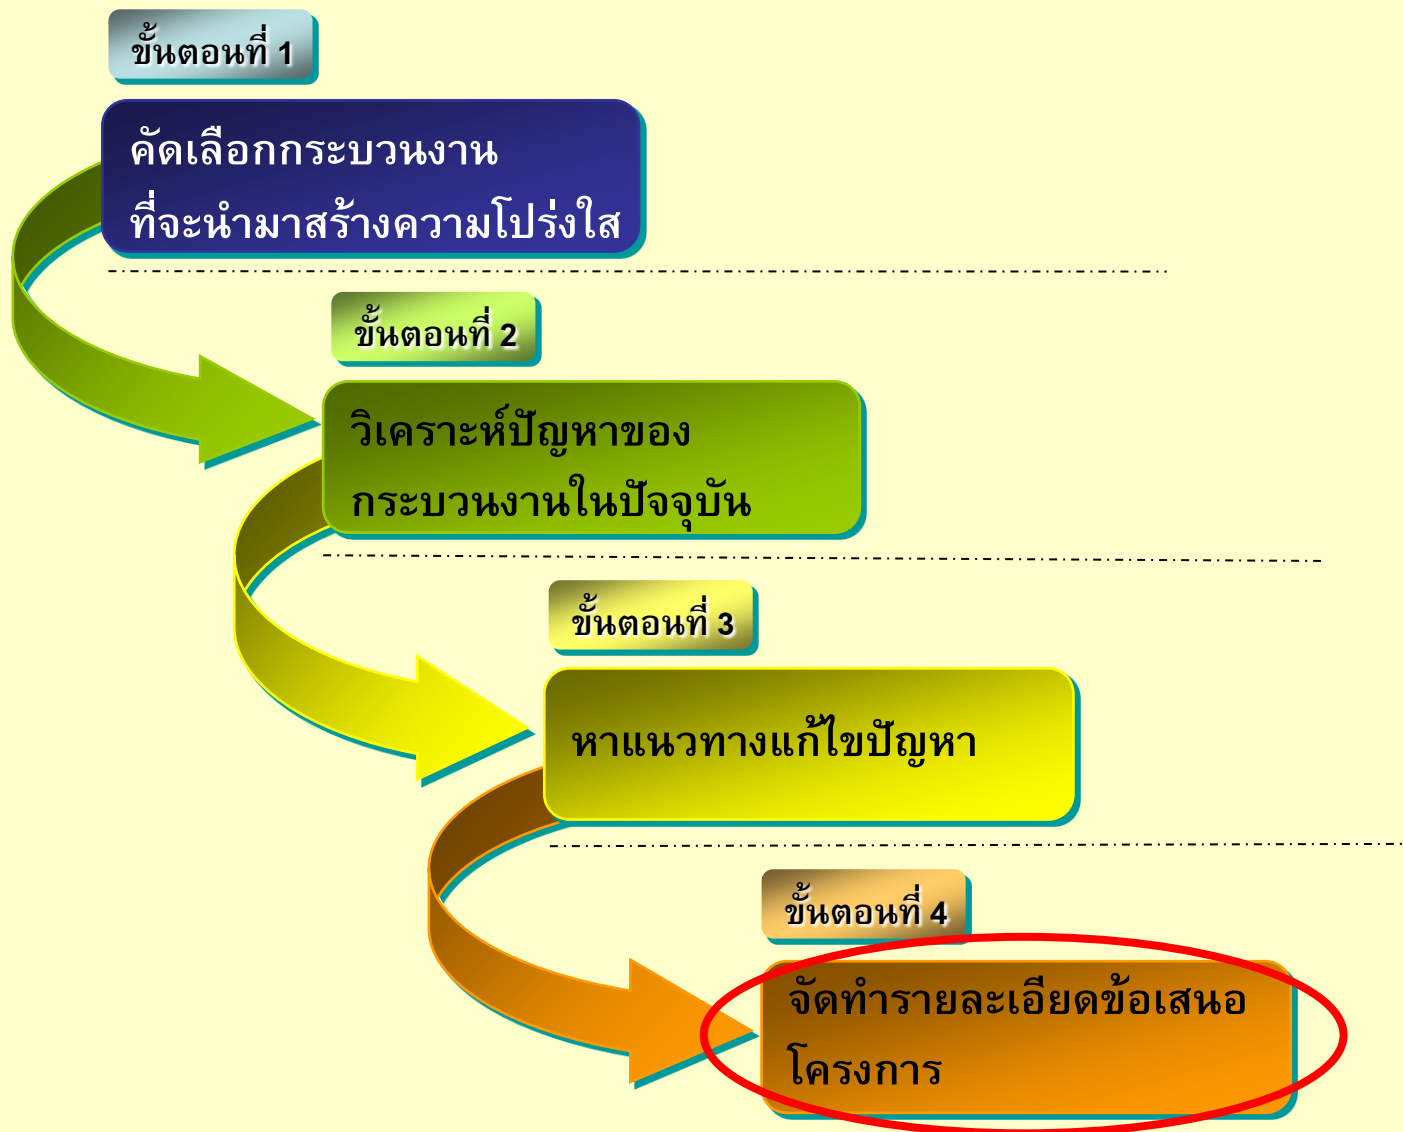 ขั้นตอนที่ 1
คัดเลือกกระบวนงาน
ที่จะนำมาสร้างความโปร่งใส
ขั้นตอนที่ 2
วิเคราะห์ปัญหาของ
กระบวนงานในปัจจุบัน
ขั้นตอนที่ 3
หาแนวทางแก้ไขปัญหา
ขั้นตอนที่ 4
จัดทำรายละเอียดข้อเสนอ
โครงการ